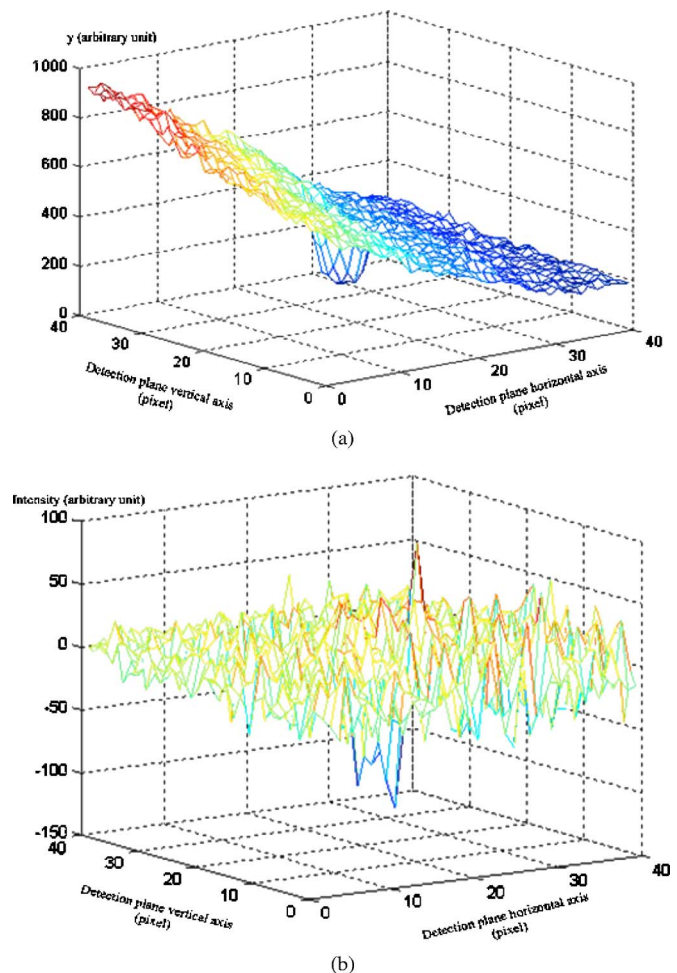 y (arbitrary unit)
1000
800
600
400
200
0
40
30
20
10
0
0
10
20
30
40
Detection plane vertical axis
(pixel)
Detection plane horizontal axis
(pixel)
(a)
Intensity (arbitrary unit)
100
50
0
-50
-100
-150
40
30
20
10
0
0
10
20
30
40
Detection plane vertical axis
(pixel)
Detection plane horizontal axis
(pixel)
(b)